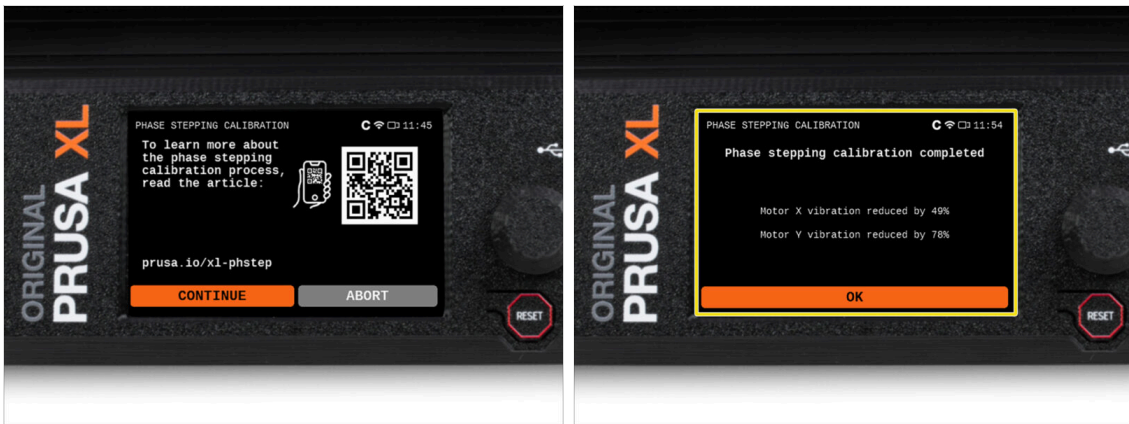 ORIGINAL
PRUSA XL
PHASE STEPPING CALIBRATION
C 11:45
To learn more about
the phase stepping
calibration process,
read the article:
prusa.io/xl-phstep
CONTINUE
ABORT
RESET
ORIGINAL
PRUSA XL
PHASE STEPPING CALIBRATION
C 11:54
Phase stepping calibration completed
Motor X vibration reduced by 49%
Motor Y vibration reduced by 78%
OK
RESET